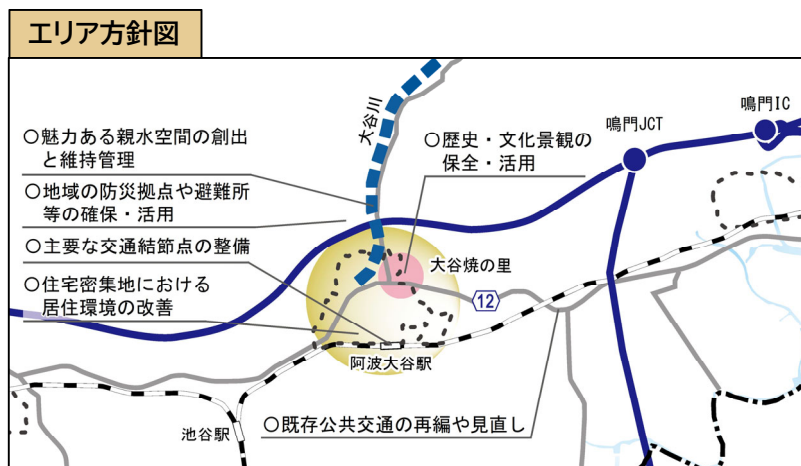 エリア方針図
大谷川
鳴門IC
鳴門JCT
○魅力ある親水空間の創出
と維持管理
○歴史・文化景観の
保全・活用
○地域の防災拠点や避難所
等の確保・活用
○主要な交通結節点の整備
大谷焼の里
○住宅密集地における
居住環境の改善
12
阿波大谷駅
池谷駅
○既存公共交通の再編や見直し